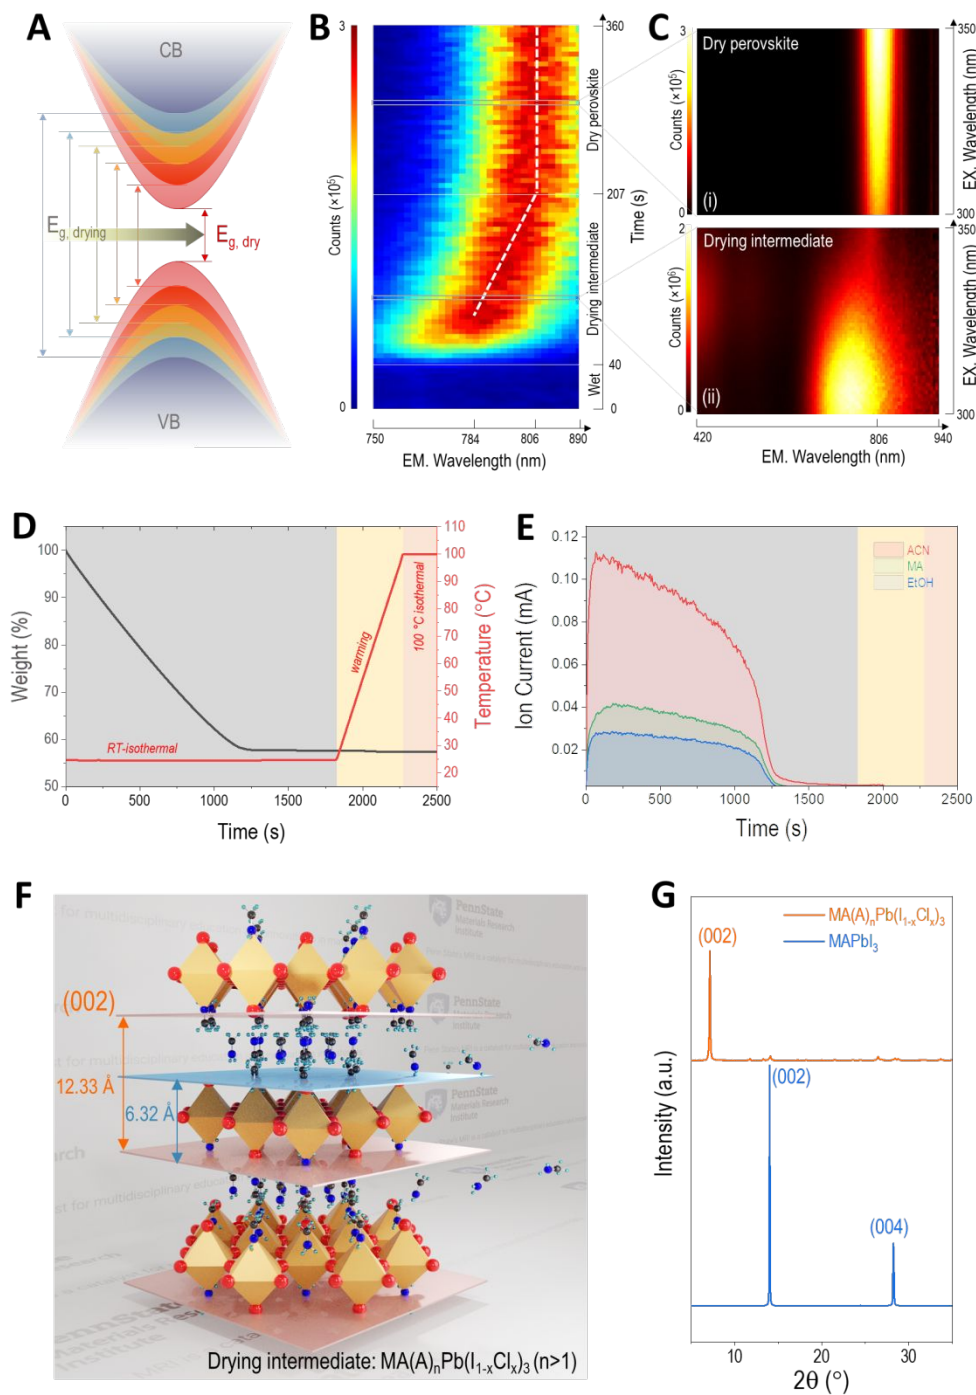 A
CB
E_g, drying
E_g, dry
VB
B
3
Counts (×10⁵)
0
360
Dry perovskite
207
Time (s)
Drying intermediate
40
Wet
0
750
784
806
890
EM. Wavelength (nm)
C
3
Counts (×10⁵)
0
Dry perovskite
(i)
350
EX. Wavelength (nm)
300
2
Counts (×10⁶)
0
Drying intermediate
(ii)
350
EX. Wavelength (nm)
300
420
806
940
EM. Wavelength (nm)
D
100
90
80
70
60
50
Weight (%)
RT-isothermal
warming
100 °C isothermal
110
100
90
80
70
60
50
40
30
20
Temperature (°C)
0
500
1000
1500
2000
2500
Time (s)
E
0.12
0.10
0.08
0.06
0.04
0.02
Ion Current (mA)
ACN
MA
EtOH
0
500
1000
1500
2000
2500
Time (s)
F
PennState
Materials Research
Institute
(002)
12.33 Å
6.32 Å
Drying intermediate: MA(A)ₙPb(I₁₋ₓClₓ)₃ (n>1)
G
MA(A)ₙPb(I₁₋ₓClₓ)₃
MAPbI₃
(002)
(002)
(004)
Intensity (a.u.)
10
20
30
2θ (°)